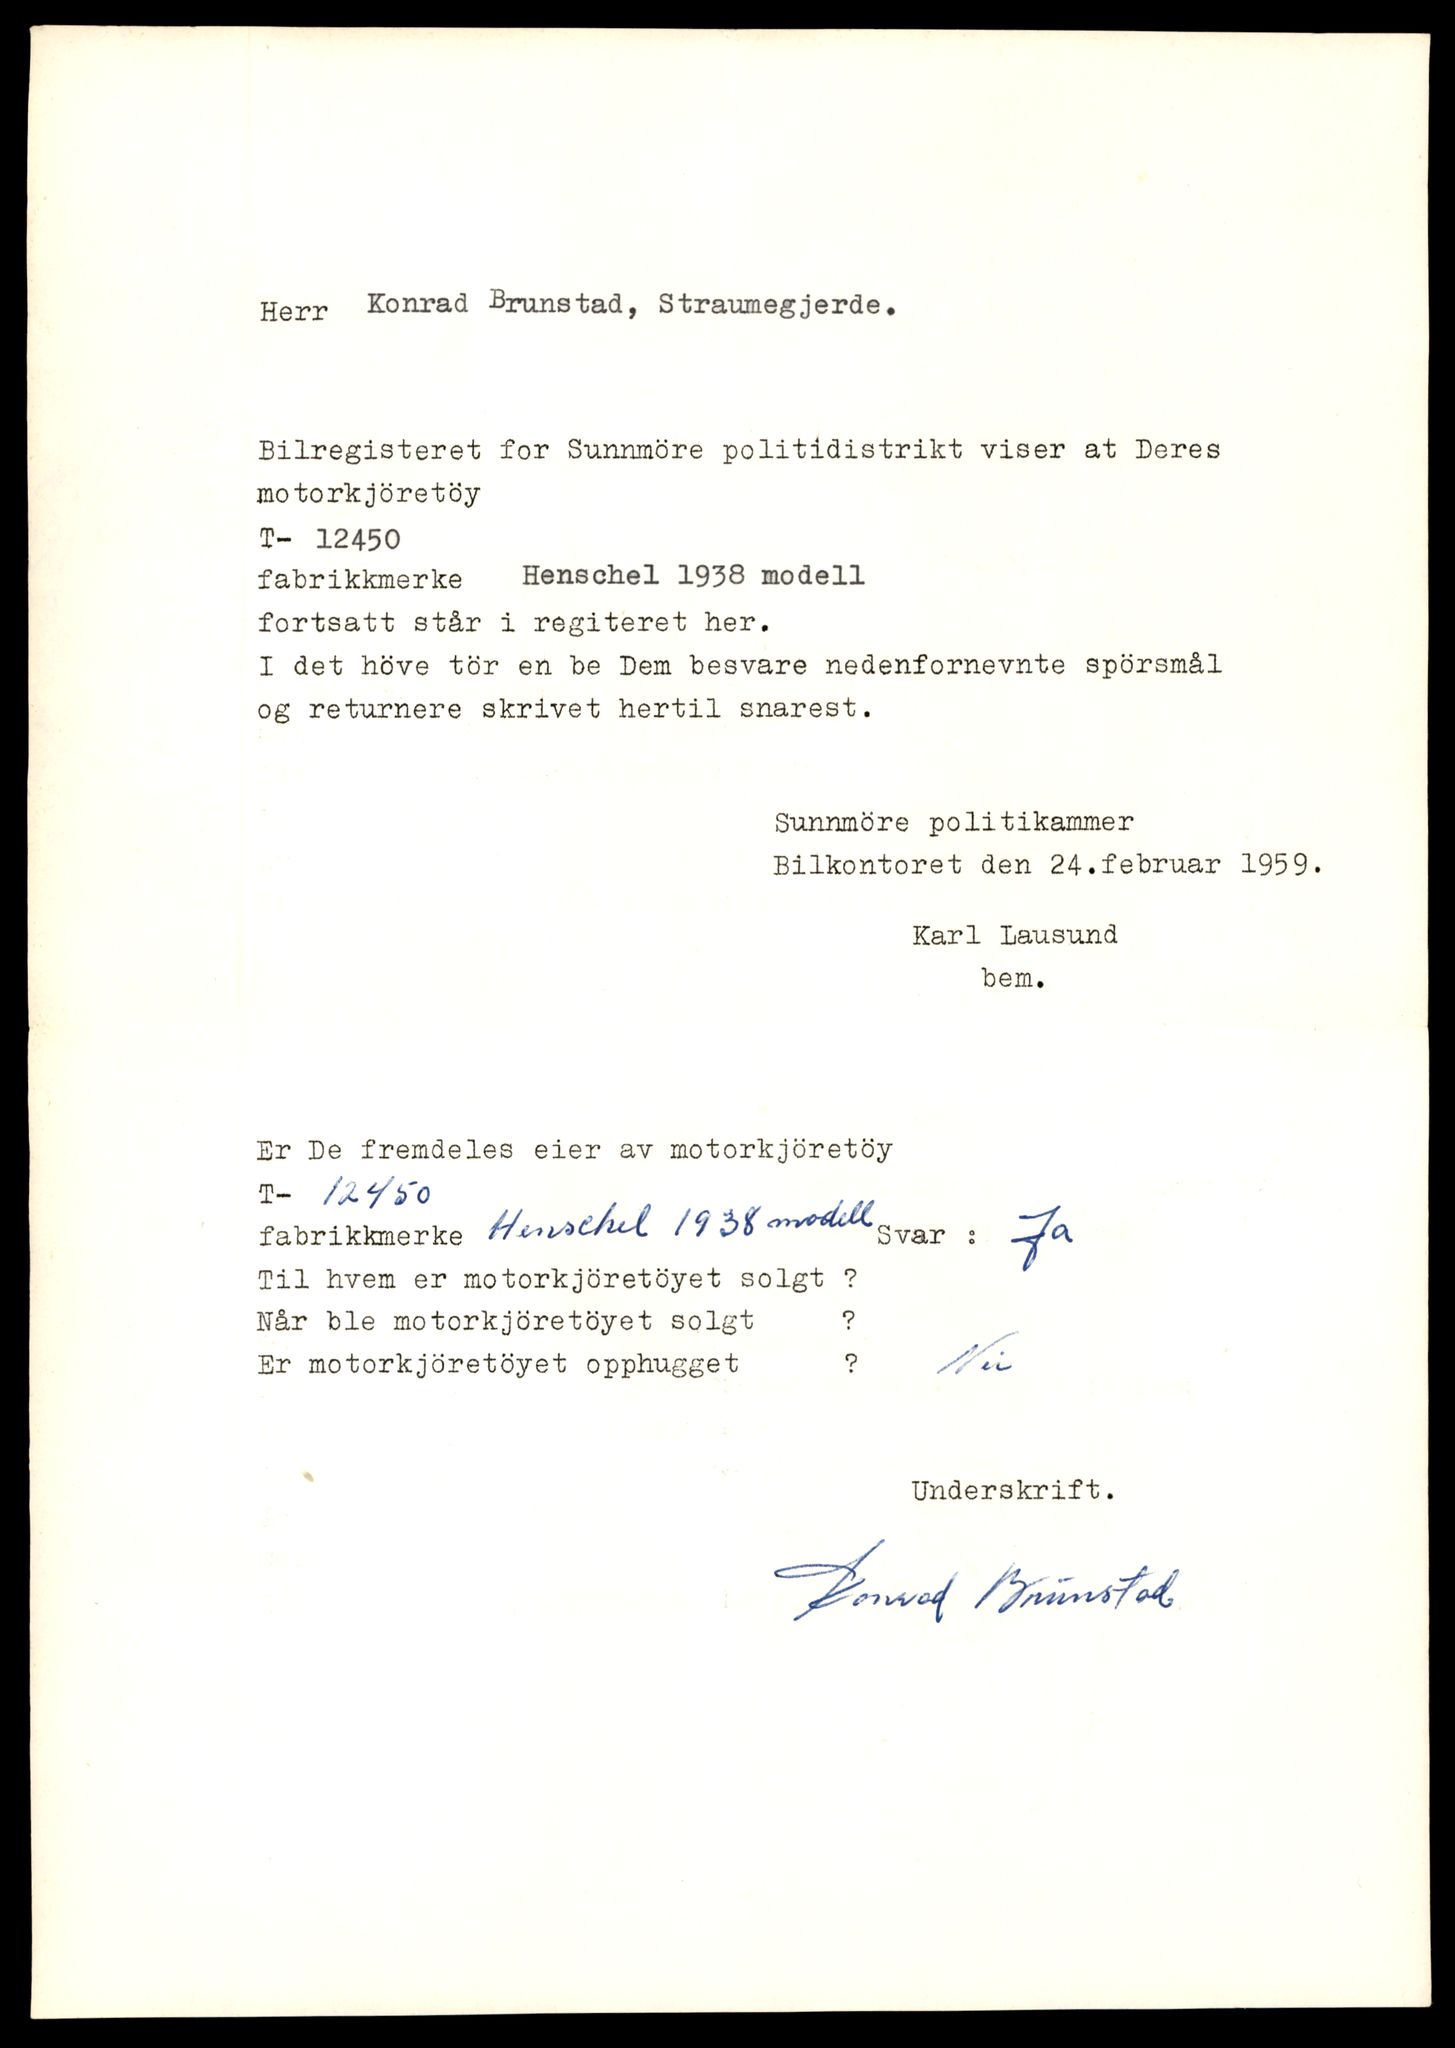 Herr Konrad Brunstad, Straumegjerde.
Bilregisteret for Sunnmöre politidistrikt viser at Deres
motorkjöretöy
T- 12450
fabrikkmerke Henschel 1938 modell
fortsatt står i regiteret her.
I det höve tör en be Dem besvare nedenfornevnte spörsmål
og returnere skrivet hertil snarest.
Sunnmöre politikammer
Bilkontoret den 24.februar 1959.
Karl Lausund
bem.
Er De fremdeles eier av motorkjöretöy
T- 12450
fabrikkmerke Henschel 1938 modell Svar : Ja
Til hvem er motorkjöretöyet solgt ?
Når ble motorkjöretöyet solgt ?
Er motorkjöretöyet opphugget ? Nei
Underskrift.
Konrad Brunstad